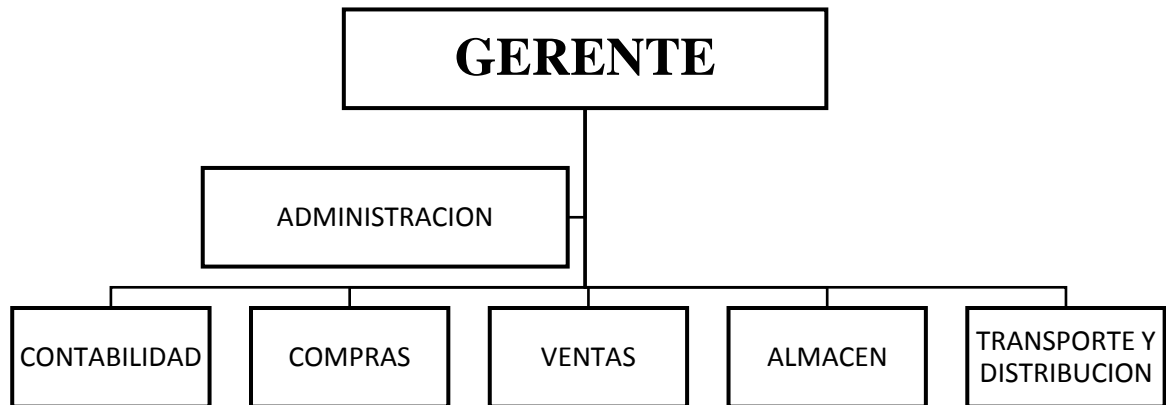 GERENTE
ADMINISTRACION
CONTABILIDAD
COMPRAS
VENTAS
ALMACEN
TRANSPORTE Y
DISTRIBUCION